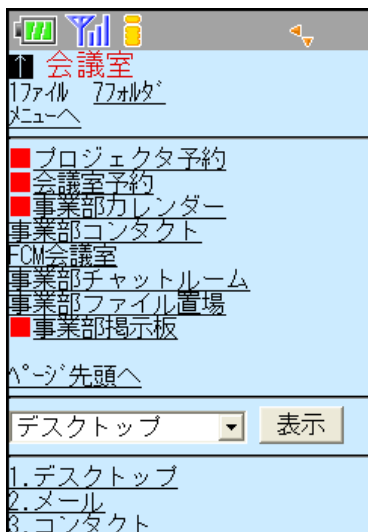 ↑ 会議室
1ファイル 7フォルダ
メニューへ
■プロジェクタ予約
■会議室予約
■事業部カレンダー
事業部コンタクト
FCM会議室
事業部チャットルーム
事業部ファイル置場
■事業部掲示板
ページ先頭へ
デスクトップ 表示
1.デスクトップ
2.メール
3.コンタクト